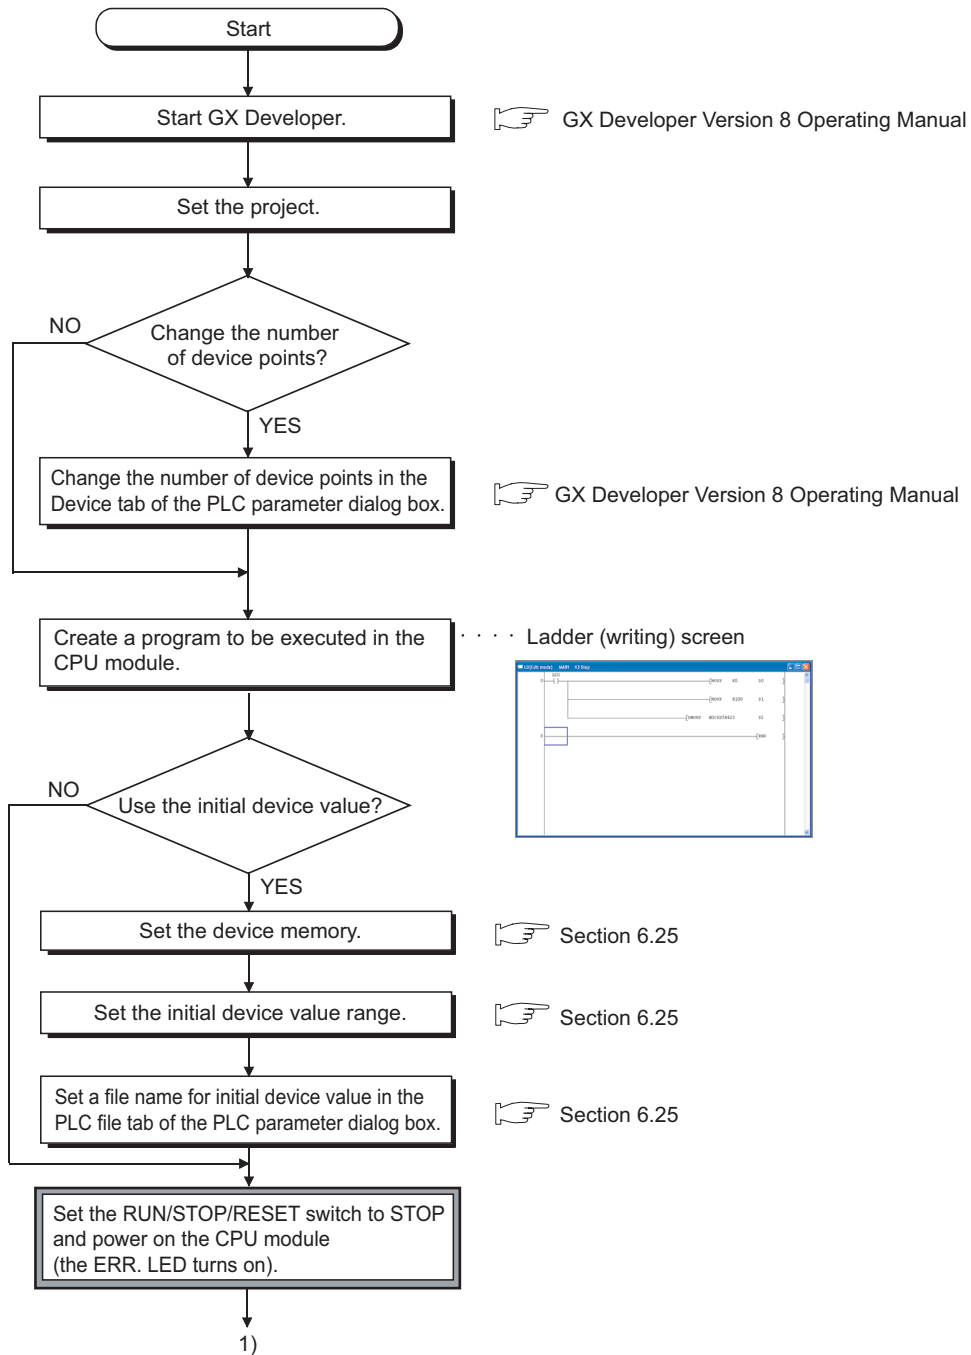 Start
Start GX Developer.
GX Developer Version 8 Operating Manual
Set the project.
NO
Change the number
of device points?
YES
Change the number of device points in the
Device tab of the PLC parameter dialog box.
GX Developer Version 8 Operating Manual
Create a program to be executed in the
CPU module.
· · · · Ladder (writing) screen
NO
Use the initial device value?
YES
Set the device memory.
Section 6.25
Set the initial device value range.
Section 6.25
Set a file name for initial device value in the
PLC file tab of the PLC parameter dialog box.
Section 6.25
Set the RUN/STOP/RESET switch to STOP
and power on the CPU module
(the ERR. LED turns on).
1)